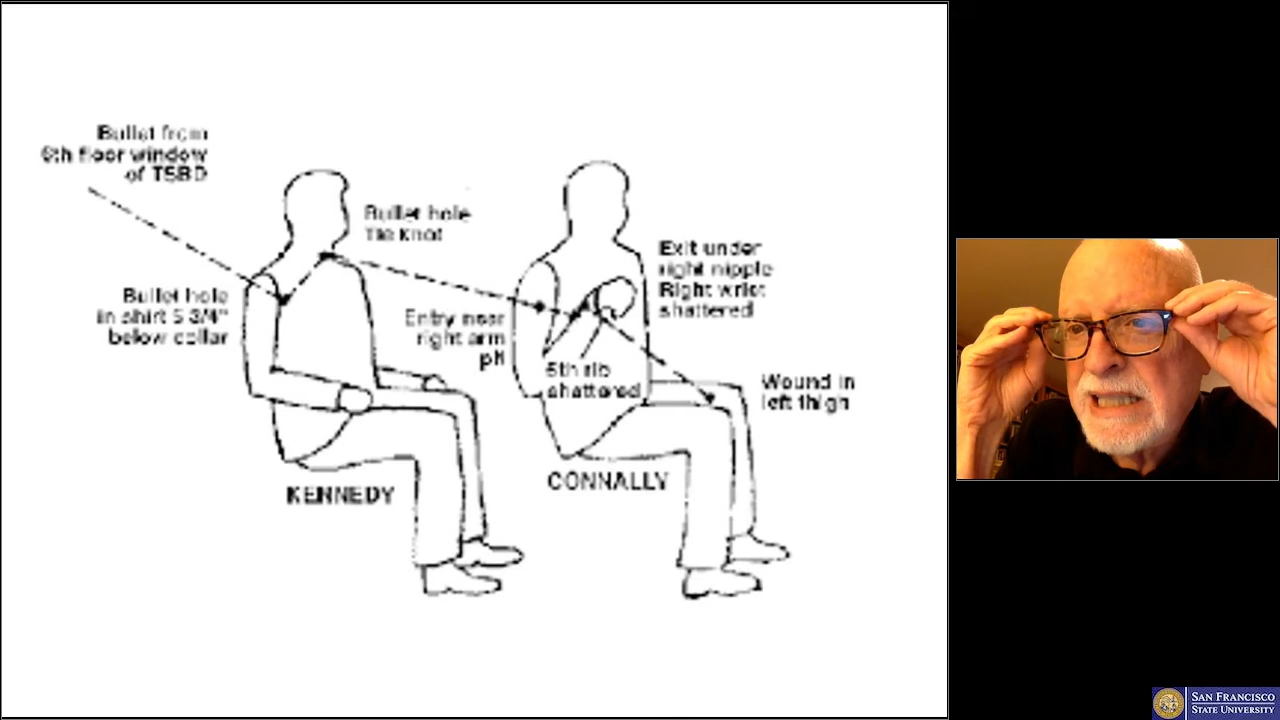 Bullet from
6th floor window
of TSBD
Bullet hole
Tie Knot
Bullet hole
in shirt 5 3/4"
below collar
Entry near
right arm
pit
Exit under
right nipple
Right wrist
shattered
5th rib
shattered
Wound in
left thigh
KENNEDY
CONNALLY
SAN FRANCISCO
STATE UNIVERSITY